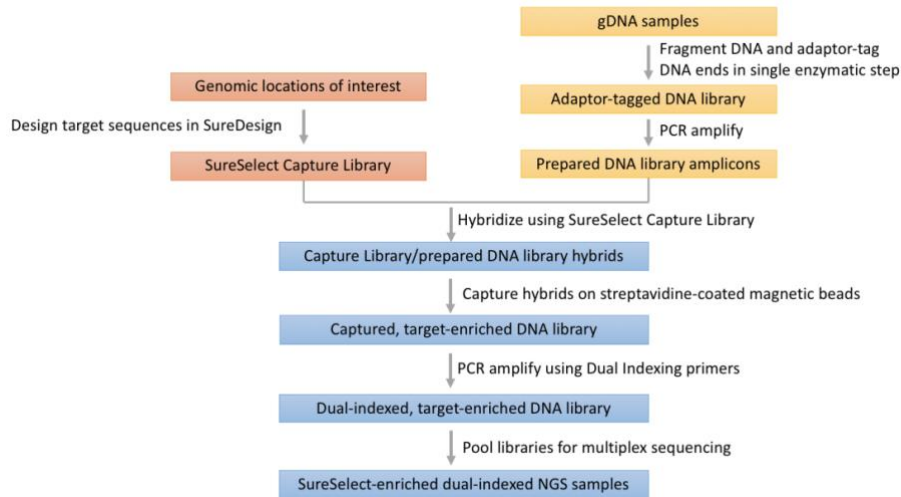 gDNA samples
Fragment DNA and adaptor-tag
DNA ends in single enzymatic step
Genomic locations of interest
Adaptor-tagged DNA library
Design target sequences in SureDesign
PCR amplify
SureSelect Capture Library
Prepared DNA library amplicons
Hybridize using SureSelect Capture Library
Capture Library/prepared DNA library hybrids
Capture hybrids on streptavidine-coated magnetic beads
Captured, target-enriched DNA library
PCR amplify using Dual Indexing primers
Dual-indexed, target-enriched DNA library
Pool libraries for multiplex sequencing
SureSelect-enriched dual-indexed NGS samples